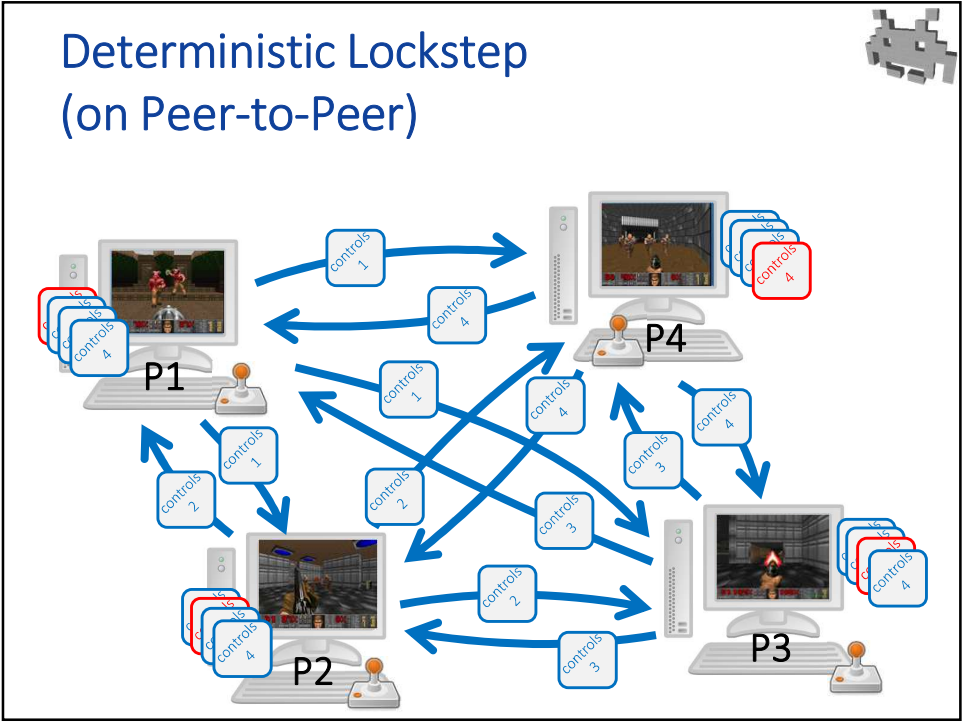 Deterministic Lockstep
(on Peer-to-Peer)
controls
1
controls
4
controls
4
P1
P4
controls
4
controls
1
controls
4
controls
4
controls
3
controls
1
controls
2
controls
2
controls
3
controls
2
controls
3
controls
4
controls
4
P2
P3